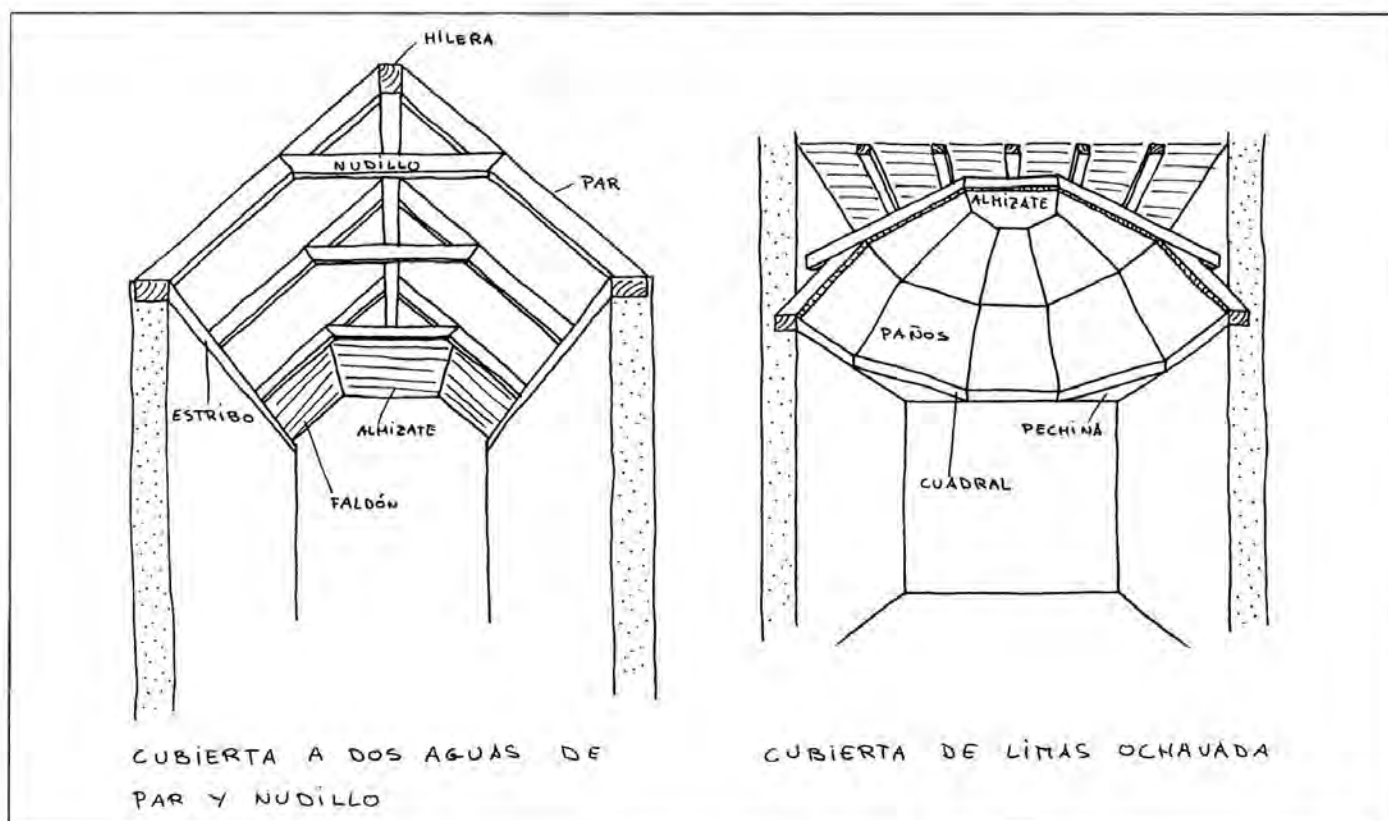 HILERA
NUDILLO
PAR
ESTRIBO
ALMIZATE
FALDÓN
CUBIERTA A DOS AGUAS DE
PAR Y NUDILLO
ALMIZATE
PAÑOS
PECHINA
CUADRAL
CUBIERTA DE LIMAS OCHAVADA